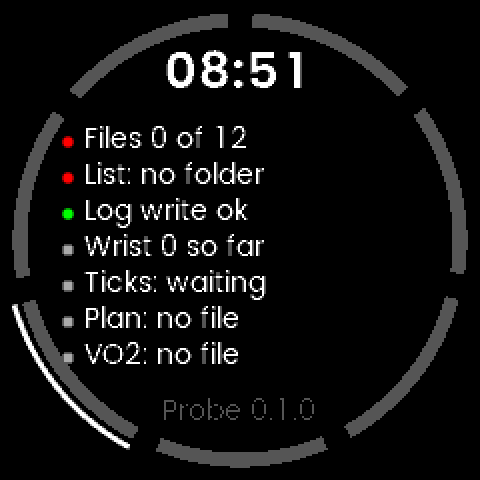 08:51
Files 0 of 12
List: no folder
Log write ok
Wrist 0 so far
Ticks: waiting
Plan: no file
VO2: no file
Probe 0.1.0